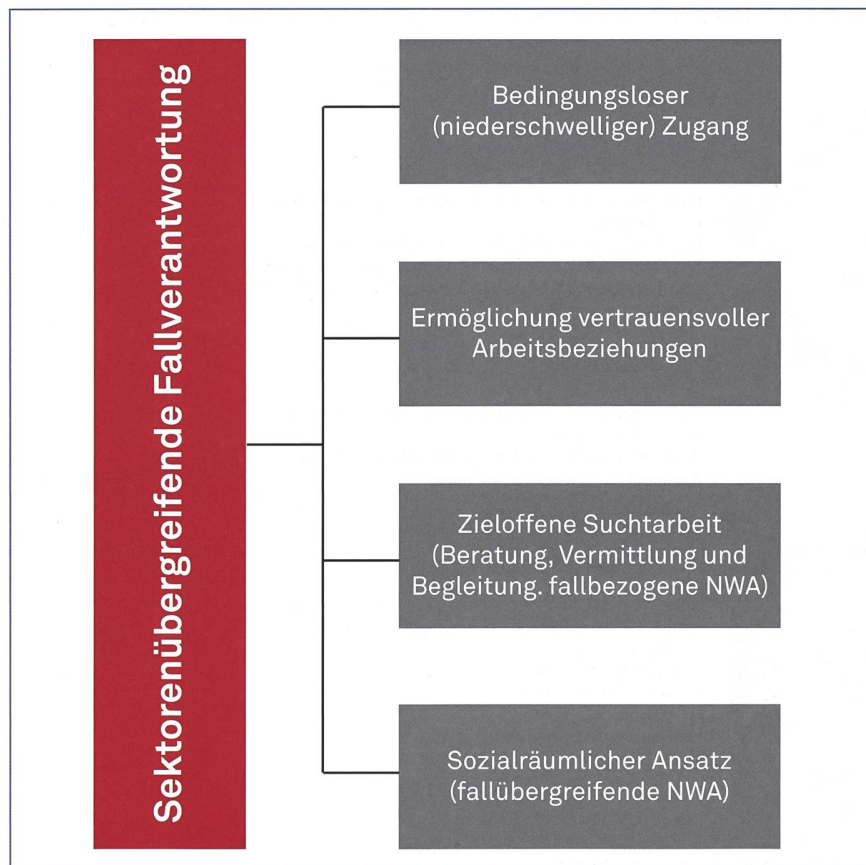 Sektorenübergreifende Fallverantwortung
Bedingungsloser
(niederschwelliger) Zugang
Ermöglichung vertrauensvoller
Arbeitsbeziehungen
Zieloffene Suchtarbeit
(Beratung, Vermittlung und
Begleitung. fallbezogene NWA)
Sozialräumlicher Ansatz
(fallübergreifende NWA)